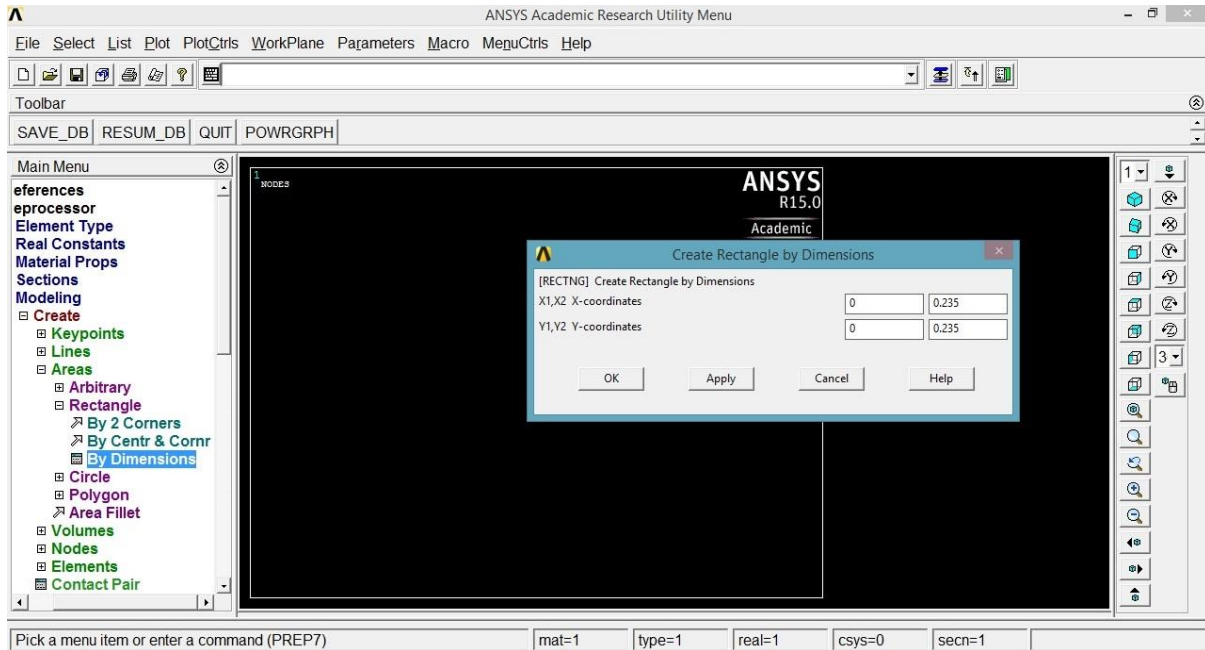 ANSYS Academic Research Utility Menu
File Select List Plot PlotCtrls WorkPlane Parameters Macro MenuCtrls Help
Toolbar
SAVE_DB RESUM_DB QUIT POWRGRPH
Main Menu
eferences
eprocessor
Element Type
Real Constants
Material Props
Sections
Modeling
Create
Keypoints
Lines
Areas
Arbitrary
Rectangle
By 2 Corners
By Centr & Cornr
By Dimensions
Circle
Polygon
Area Fillet
Volumes
Nodes
Elements
Contact Pair
1
NODES
ANSYS
R15.0
Academic
Create Rectangle by Dimensions
[RECTNG] Create Rectangle by Dimensions
X1,X2 X-coordinates 0 0.235
Y1,Y2 Y-coordinates 0 0.235
OK Apply Cancel Help
1
3
Pick a menu item or enter a command (PREP7) mat=1 type=1 real=1 csys=0 secn=1